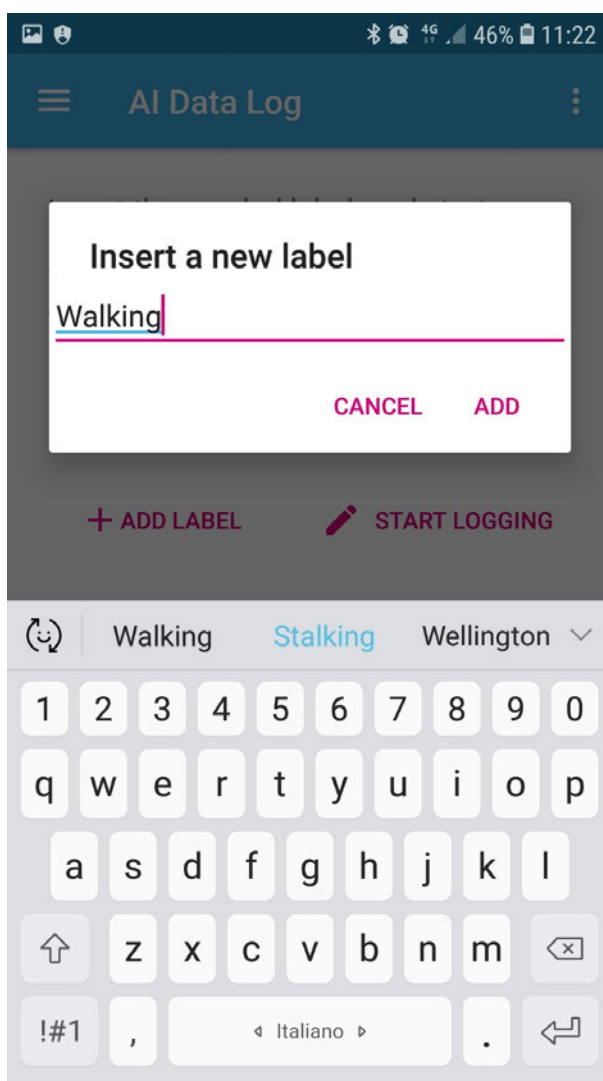 4G 46% 11:22
AI Data Log
Insert a new label
Walking
CANCEL ADD
+ ADD LABEL START LOGGING
Walking Stalking Wellington
1 2 3 4 5 6 7 8 9 0
q w e r t y u i o p
a s d f g h j k l
z x c v b n m
!#1 , Italiano .